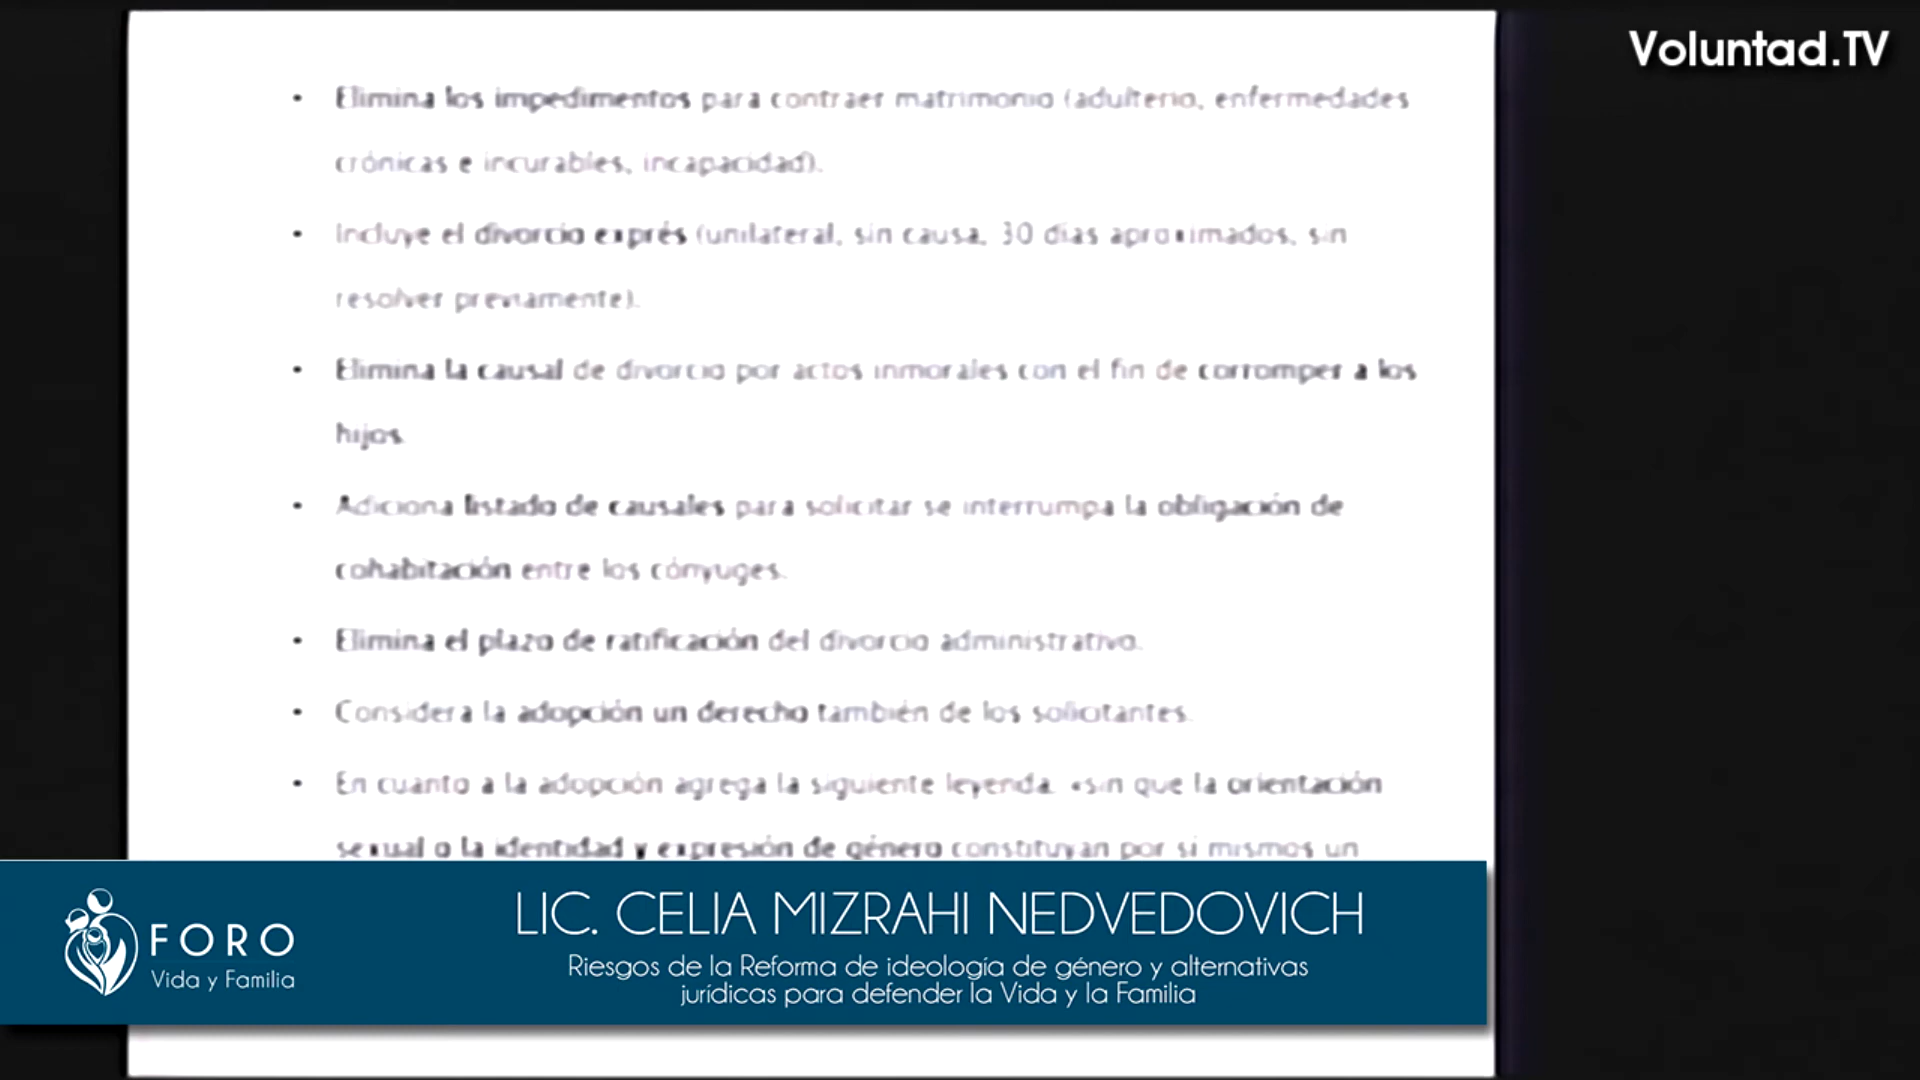 Voluntad.TV
• Elimina los impedimentos para contraer matrimonio (adulterio, enfermedades
crónicas e incurables, incapacidad).
• Incluye el divorcio exprés (unilateral, sin causa, 30 días aproximados, sin
resolver previamente).
• Elimina la causal de divorcio por actos inmorales con el fin de corromper a los
hijos.
• Adiciona listado de causales para solicitar se interrumpa la obligación de
cohabitación entre los cónyuges.
• Elimina el plazo de ratificación del divorcio administrativo.
• Considera la adopción un derecho también de los solicitantes.
• En cuanto a la adopción agrega la siguiente leyenda: «sin que la orientación
sexual o la identidad y expresión de género constituyan por si mismos un
FORO
Vida y Familia
LIC. CELIA MIZRAHI NEDVEDOVICH
Riesgos de la Reforma de ideología de género y alternativas
jurídicas para defender la Vida y la Familia